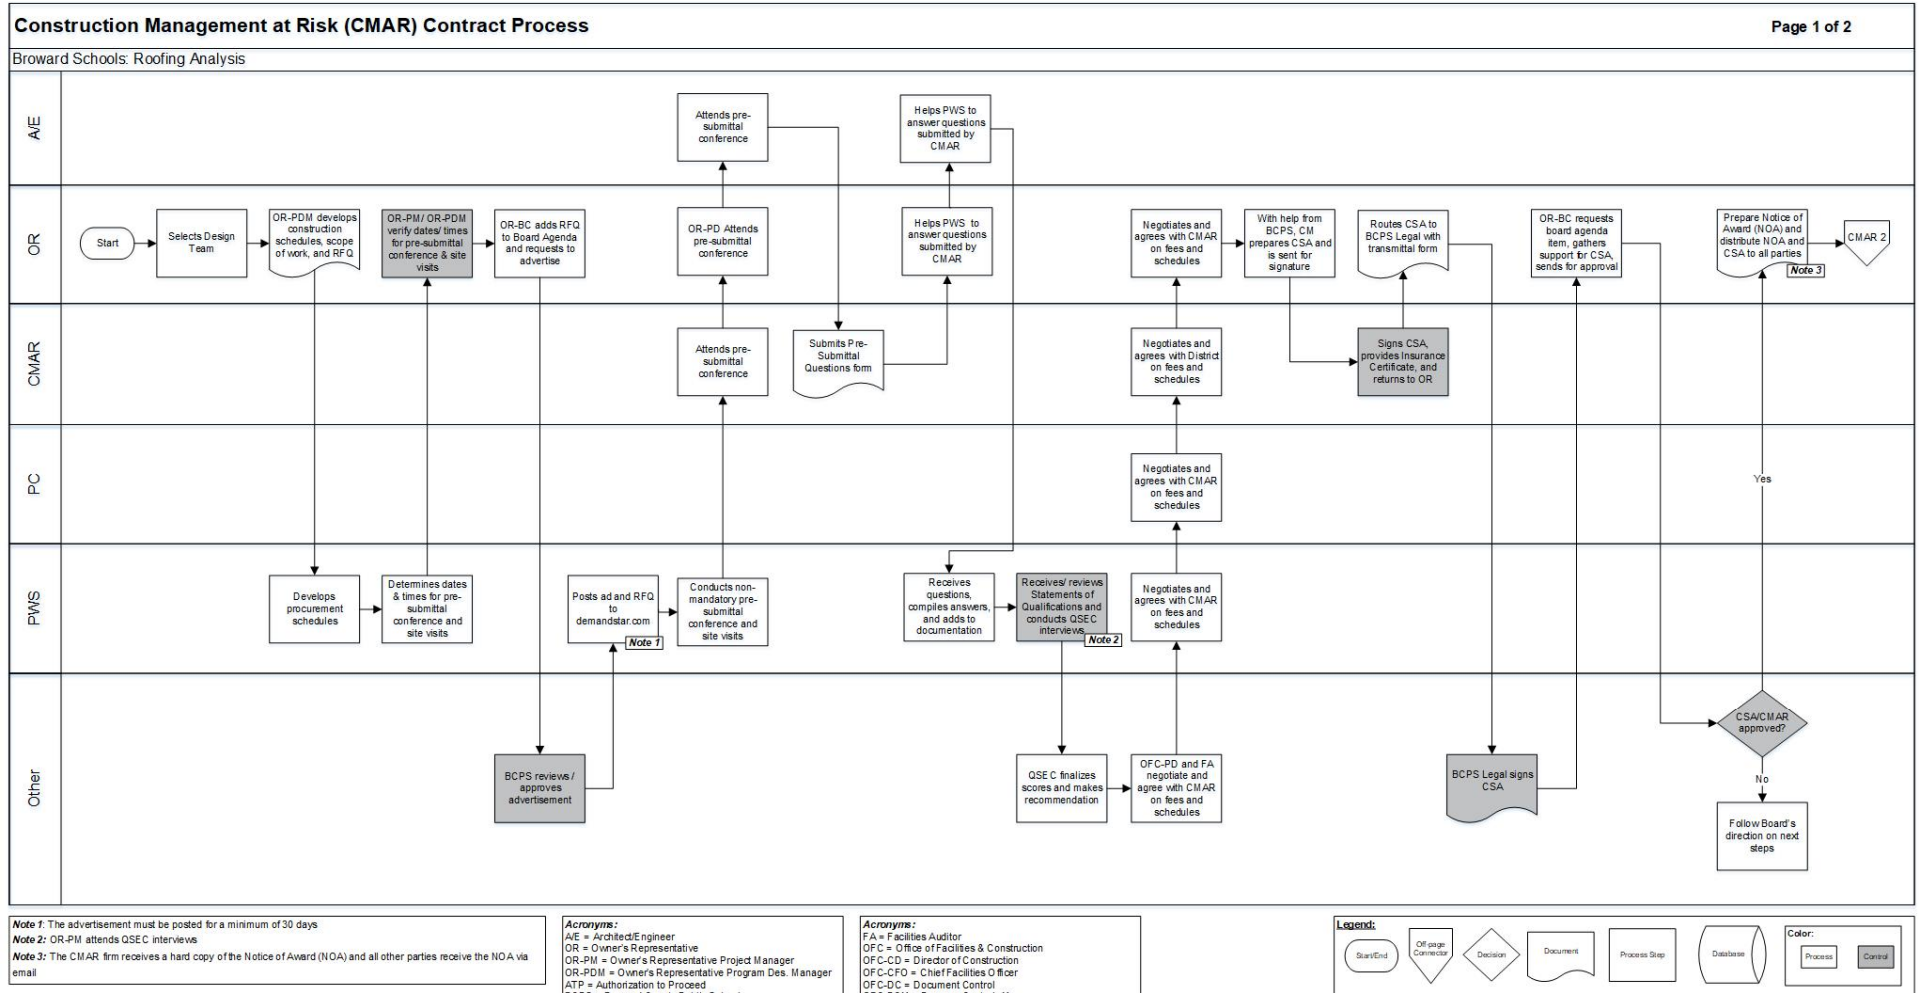 Construction Management at Risk (CMAR) Contract Process
Page 1 of 2
Broward Schools: Roofing Analysis
A/E
Attends pre-
submittal
conference
Helps PWS to
answer questions
submitted by
CMAR
OR
Start
Selects Design
Team
OR-PDM develops
construction
schedules, scope
of work, and RFQ
OR-PM/ OR-PDM
verify dates/ times
for pre-submittal
conference & site
visits
OR-BC adds RFQ
to Board Agenda
and requests to
advertise
OR-PD Attends
pre-submittal
conference
Helps PWS to
answer questions
submitted by
CMAR
Negotiates and
agrees with CMAR
on fees and
schedules
With help from
BCPS, CM
prepares CSA and
is sent for
signature
Routes CSA to
BCPS Legal with
transmittal form
OR-BC requests
board agenda
item, gathers
support for CSA,
sends for approval
Prepare Notice of
Award (NOA) and
distribute NOA and
CSA to all parties
Note 3
CMAR 2
CMAR
Attends pre-
submittal
conference
Submits Pre-
Submittal
Questions form
Negotiates and
agrees with District
on fees and
schedules
Signs CSA,
provides Insurance
Certificate, and
returns to OR
PC
Negotiates and
agrees with CMAR
on fees and
schedules
Yes
PWS
Develops
procurement
schedules
Determines dates
& times for pre-
submittal
conference and
site visits
Posts ad and RFQ
to
demandstar.com
Note 1
Conducts non-
mandatory pre-
submittal
conference and
site visits
Receives
questions,
compiles answers,
and adds to
documentation
Receives/ reviews
Statements of
Qualifications and
conducts QSEC
interviews
Note 2
Negotiates and
agrees with CMAR
on fees and
schedules
Other
BCPS reviews /
approves
advertisement
QSEC finalizes
scores and makes
recommendation
OFC-PD and FA
negotiate and
agree with CMAR
on fees and
schedules
BCPS Legal signs
CSA
CSA/CMAR
approved?
No
Follow Board's
direction on next
steps
Note 1: The advertisement must be posted for a minimum of 30 days
Note 2: OR-PM attends QSEC interviews
Note 3: The CMAR firm receives a hard copy of the Notice of Award (NOA) and all other parties receive the NOA via
email
Acronyms:
A/E = Architect/Engineer
OR = Owner's Representative
OR-PM = Owner's Representative Project Manager
OR-PDM = Owner's Representative Program Des. Manager
ATP = Authorization to Proceed
Acronyms:
FA = Facilities Auditor
OFC = Office of Facilities & Construction
OFC-CD = Director of Construction
OFC-CFO = Chief Facilities Officer
OFC-DC = Document Control
Legend:
Start/End
Off-page
Connector
Decision
Document
Process Step
Database
Color:
Process
Control